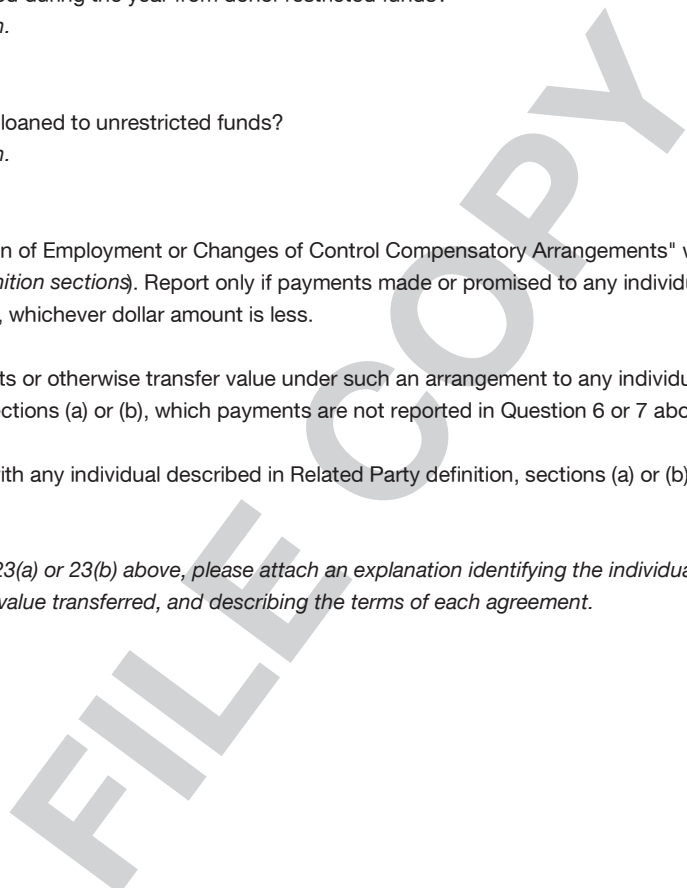 during the year from donor restricted funds?
n.
loaned to unrestricted funds?
n.
n of Employment or Changes of Control Compensatory Arrangements"
nition sections). Report only if payments made or promised to any individu
, whichever dollar amount is less.
ts or otherwise transfer value under such an arrangement to any individu
ections (a) or (b), which payments are not reported in Question 6 or 7 abo
ith any individual described in Related Party definition, sections (a) or (b)
23(a) or 23(b) above, please attach an explanation identifying the individua
value transferred, and describing the terms of each agreement.
FILE COPY